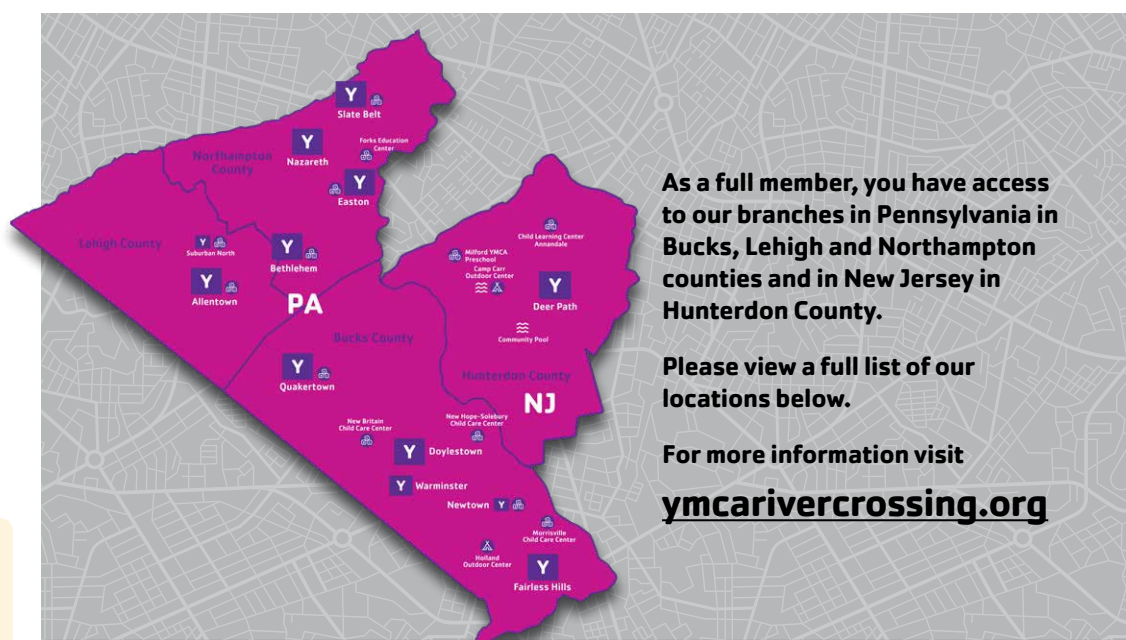 Y
Slate Belt
Northampton
County
Y
Nazareth
Forks Education
Center
Y
Easton
Lehigh County
Y
Suburban North
Y
Bethlehem
Y
Allentown
PA
Child Learning Center
Annandale
Milford YMCA
Preschool
Camp Carr
Outdoor Center
Y
Deer Path
Community Pool
Bucks County
Y
Quakertown
Hunterdon County
NJ
New Britain
Child Care Center
New Hope-Solebury
Child Care Center
Y
Doylestown
Y
Warminster
Newtown Y
Morrisville
Child Care Center
Holland
Outdoor Center
Y
Fairless Hills
As a full member, you have access
to our branches in Pennsylvania in
Bucks, Lehigh and Northampton
counties and in New Jersey in
Hunterdon County.
Please view a full list of our
locations below.
For more information visit
ymcarivercrossing.org